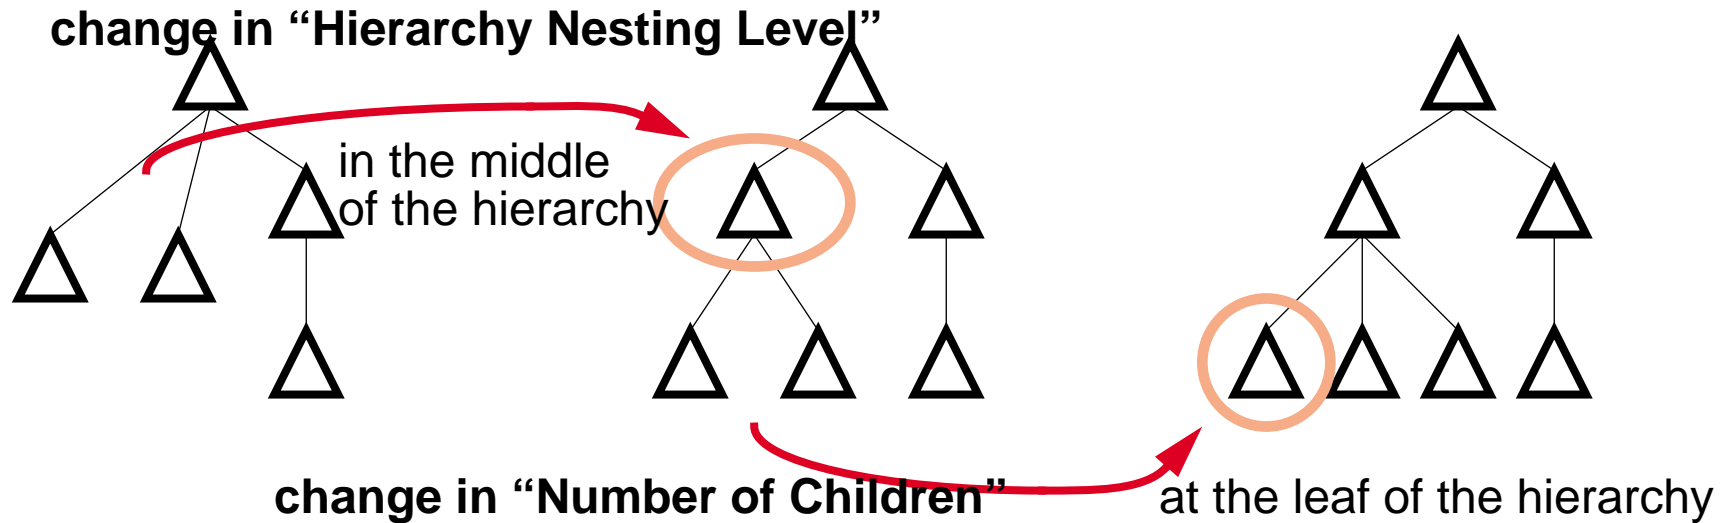 change in “Hierarchy Nesting Level”
in the middle
of the hierarchy
change in “Number of Children”
at the leaf of the hierarchy